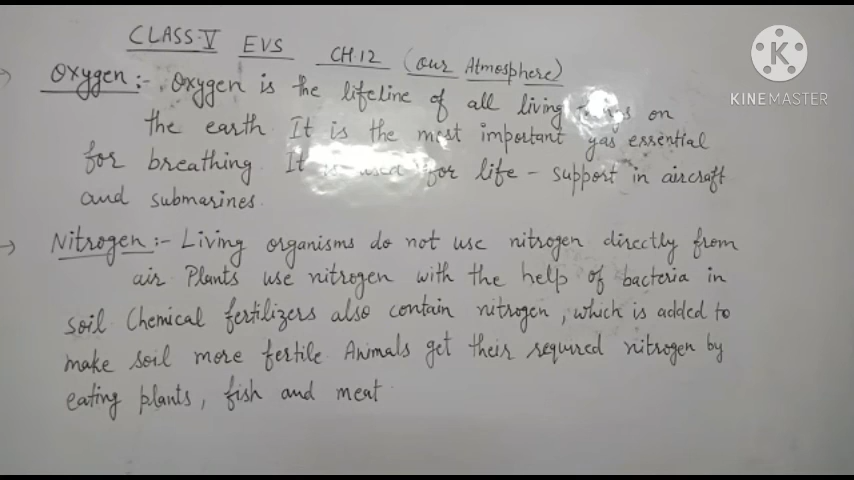 CLASS-V EVS CH.12 (Our Atmosphere)
KINEMASTER
Oxygen :- Oxygen is the lifeline of all living things on
the earth It is the most important gas essential
for breathing. It is used for life - support in aircraft
and submarines.
Nitrogen :- Living organisms do not use nitrogen directly from
air Plants use nitrogen with the help of bacteria in
soil Chemical fertilizers also contain nitrogen, which is added to
make soil more fertile Animals get their required nitrogen by
eating plants, fish and meat